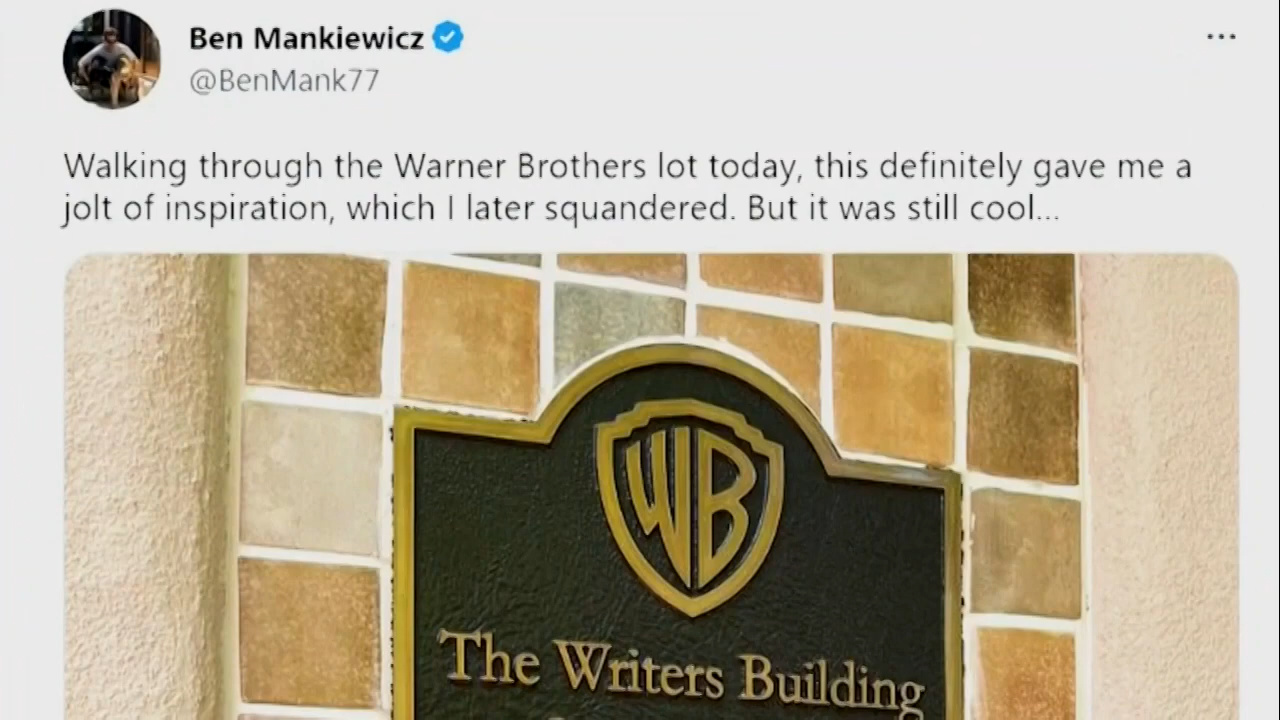 Ben Mankiewicz
@BenMank77
Walking through the Warner Brothers lot today, this definitely gave me a
jolt of inspiration, which I later squandered. But it was still cool...
WB
The Writers Building